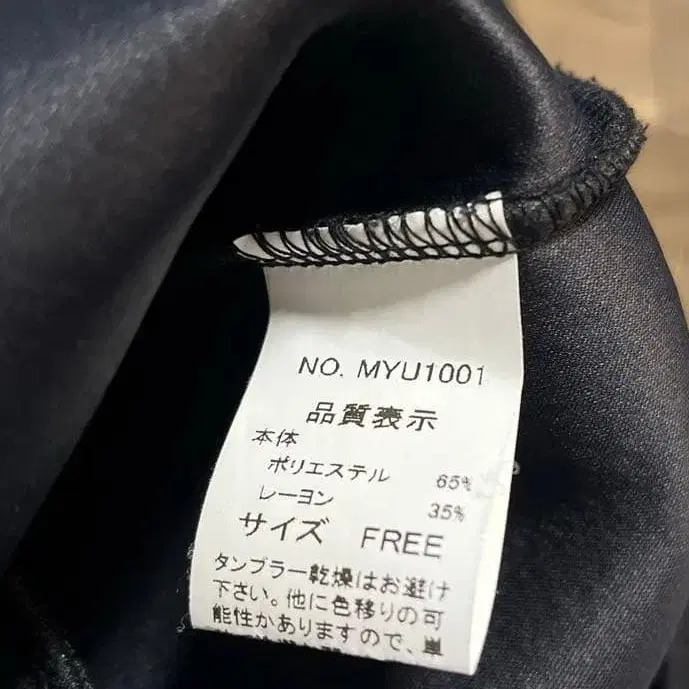 NO. MYU1001
品質表示
本体
ポリエステル 65%
レーヨン 35%
サイズ FREE
タンブラー乾燥はお避け
下さい。他に色移りの可
能性がありますので、単